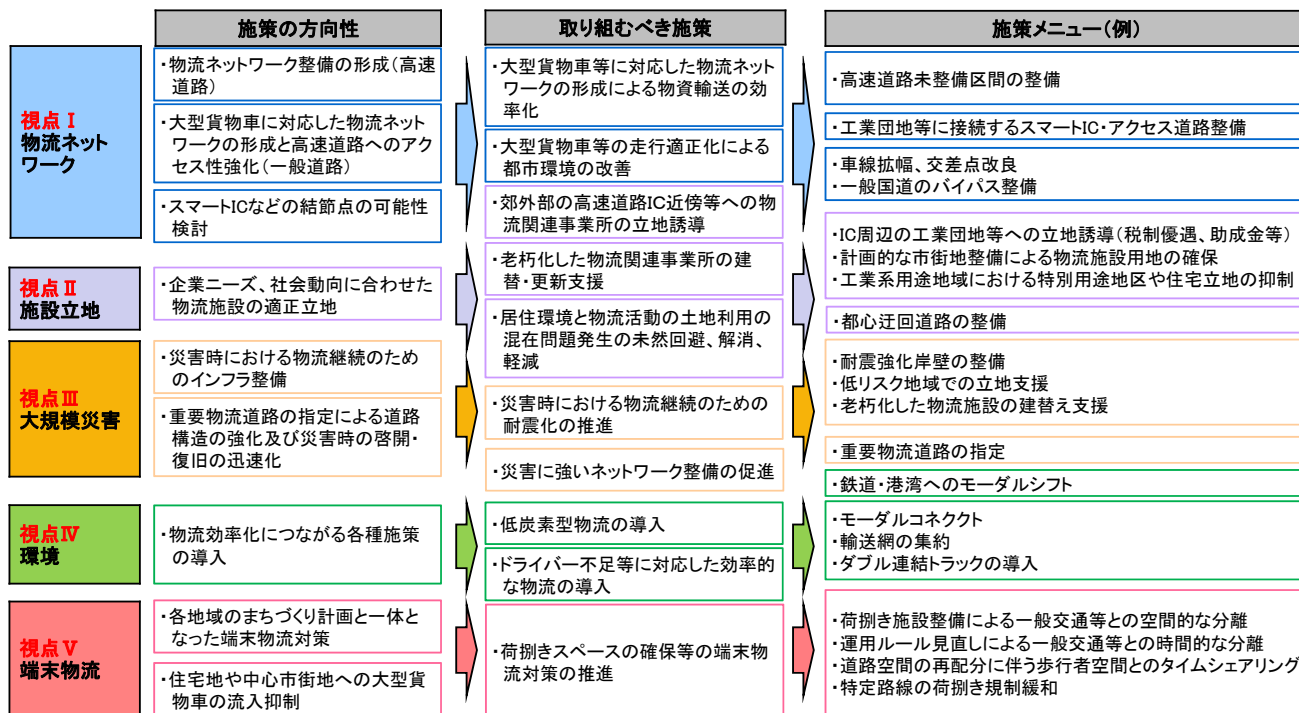 施策の方向性
取り組むべき施策
施策メニュー(例)
視点Ⅰ
物流ネット
ワーク
・物流ネットワーク整備の形成(高速
道路)
・大型貨物車に対応した物流ネット
ワークの形成と高速道路へのアク
セス性強化(一般道路)
・スマートICなどの結節点の可能性
検討
・大型貨物車等に対応した物流ネット
ワークの形成による物資輸送の効
率化
・大型貨物車等の走行適正化による
都市環境の改善
・高速道路未整備区間の整備
・工業団地等に接続するスマートIC・アクセス道路整備
・車線拡幅、交差点改良
・一般国道のバイパス整備
視点Ⅱ
施設立地
・企業ニーズ、社会動向に合わせた
物流施設の適正立地
・郊外部の高速道路IC近傍等への物
流関連事業所の立地誘導
・老朽化した物流関連事業所の建
替・更新支援
・居住環境と物流活動の土地利用の
混在問題発生の未然回避、解消、
軽減
・IC周辺の工業団地等への立地誘導(税制優遇、助成金等)
・計画的な市街地整備による物流施設用地の確保
・工業系用途地域における特別用途地区や住宅立地の抑制
・都心迂回道路の整備
視点Ⅲ
大規模災害
・災害時における物流継続のため
のインフラ整備
・重要物流道路の指定による道路
構造の強化及び災害時の啓開・
復旧の迅速化
・災害時における物流継続のための
耐震化の推進
・災害に強いネットワーク整備の促進
・耐震強化岸壁の整備
・低リスク地域での立地支援
・老朽化した物流施設の建替え支援
・重要物流道路の指定
視点Ⅳ
環境
・物流効率化につながる各種施策
の導入
・低炭素型物流の導入
・ドライバー不足等に対応した効率的
な物流の導入
・鉄道・港湾へのモーダルシフト
・モーダルコネククト
・輸送網の集約
・ダブル連結トラックの導入
視点Ⅴ
端末物流
・各地域のまちづくり計画と一体と
なった端末物流対策
・住宅地や中心市街地への大型貨
物車の流入抑制
・荷捌きスペースの確保等の端末物
流対策の推進
・荷捌き施設整備による一般交通等との空間的な分離
・運用ルール見直しによる一般交通等との時間的な分離
・道路空間の再配分に伴う歩行者空間とのタイムシェアリング
・特定路線の荷捌き規制緩和